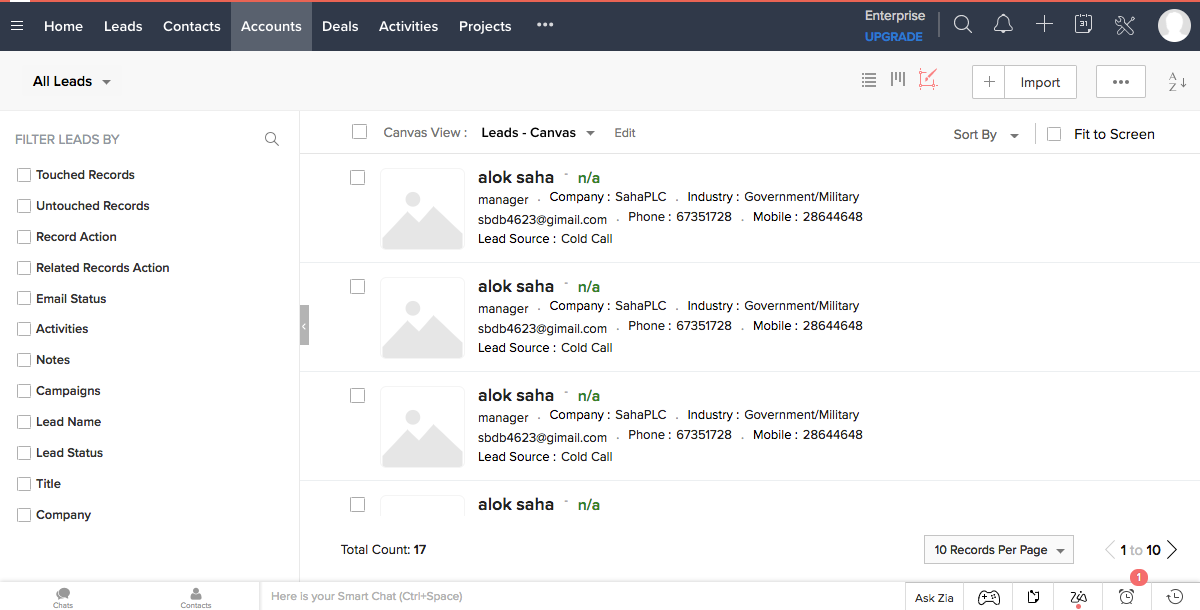 Home Leads Contacts Accounts Deals Activities Projects ••• Enterprise
UPGRADE
31
All Leads
Import
•••
A
Z
FILTER LEADS BY
Touched Records
Untouched Records
Record Action
Related Records Action
Email Status
Activities
Notes
Campaigns
Lead Name
Lead Status
Title
Company
Canvas View : Leads - Canvas Edit Sort By Fit to Screen
alok saha - n/a
manager . Company : SahaPLC . Industry : Government/Military
sbdb4623@gimail.com . Phone : 67351728 . Mobile : 28644648
Lead Source : Cold Call
alok saha - n/a
manager . Company : SahaPLC . Industry : Government/Military
sbdb4623@gimail.com . Phone : 67351728 . Mobile : 28644648
Lead Source : Cold Call
alok saha - n/a
manager . Company : SahaPLC . Industry : Government/Military
sbdb4623@gimail.com . Phone : 67351728 . Mobile : 28644648
Lead Source : Cold Call
alok saha - n/a
Total Count: 17 10 Records Per Page 1 to 10
Chats Contacts Here is your Smart Chat (Ctrl+Space) Ask Zia 1